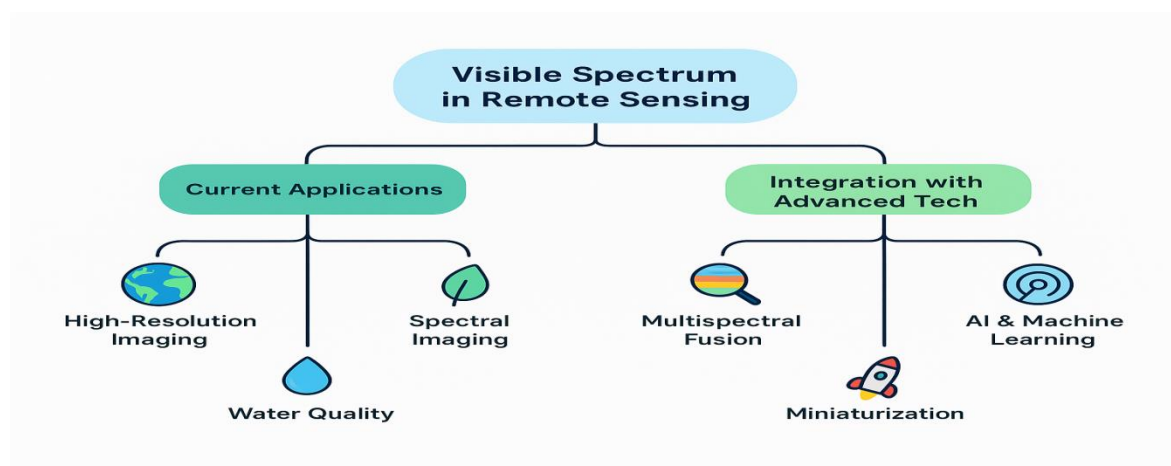 Visible Spectrum
in Remote Sensing
Current Applications
Integration with
Advanced Tech
High-Resolution
Imaging
Spectral
Imaging
Water Quality
Multispectral
Fusion
AI & Machine
Learning
Miniaturization